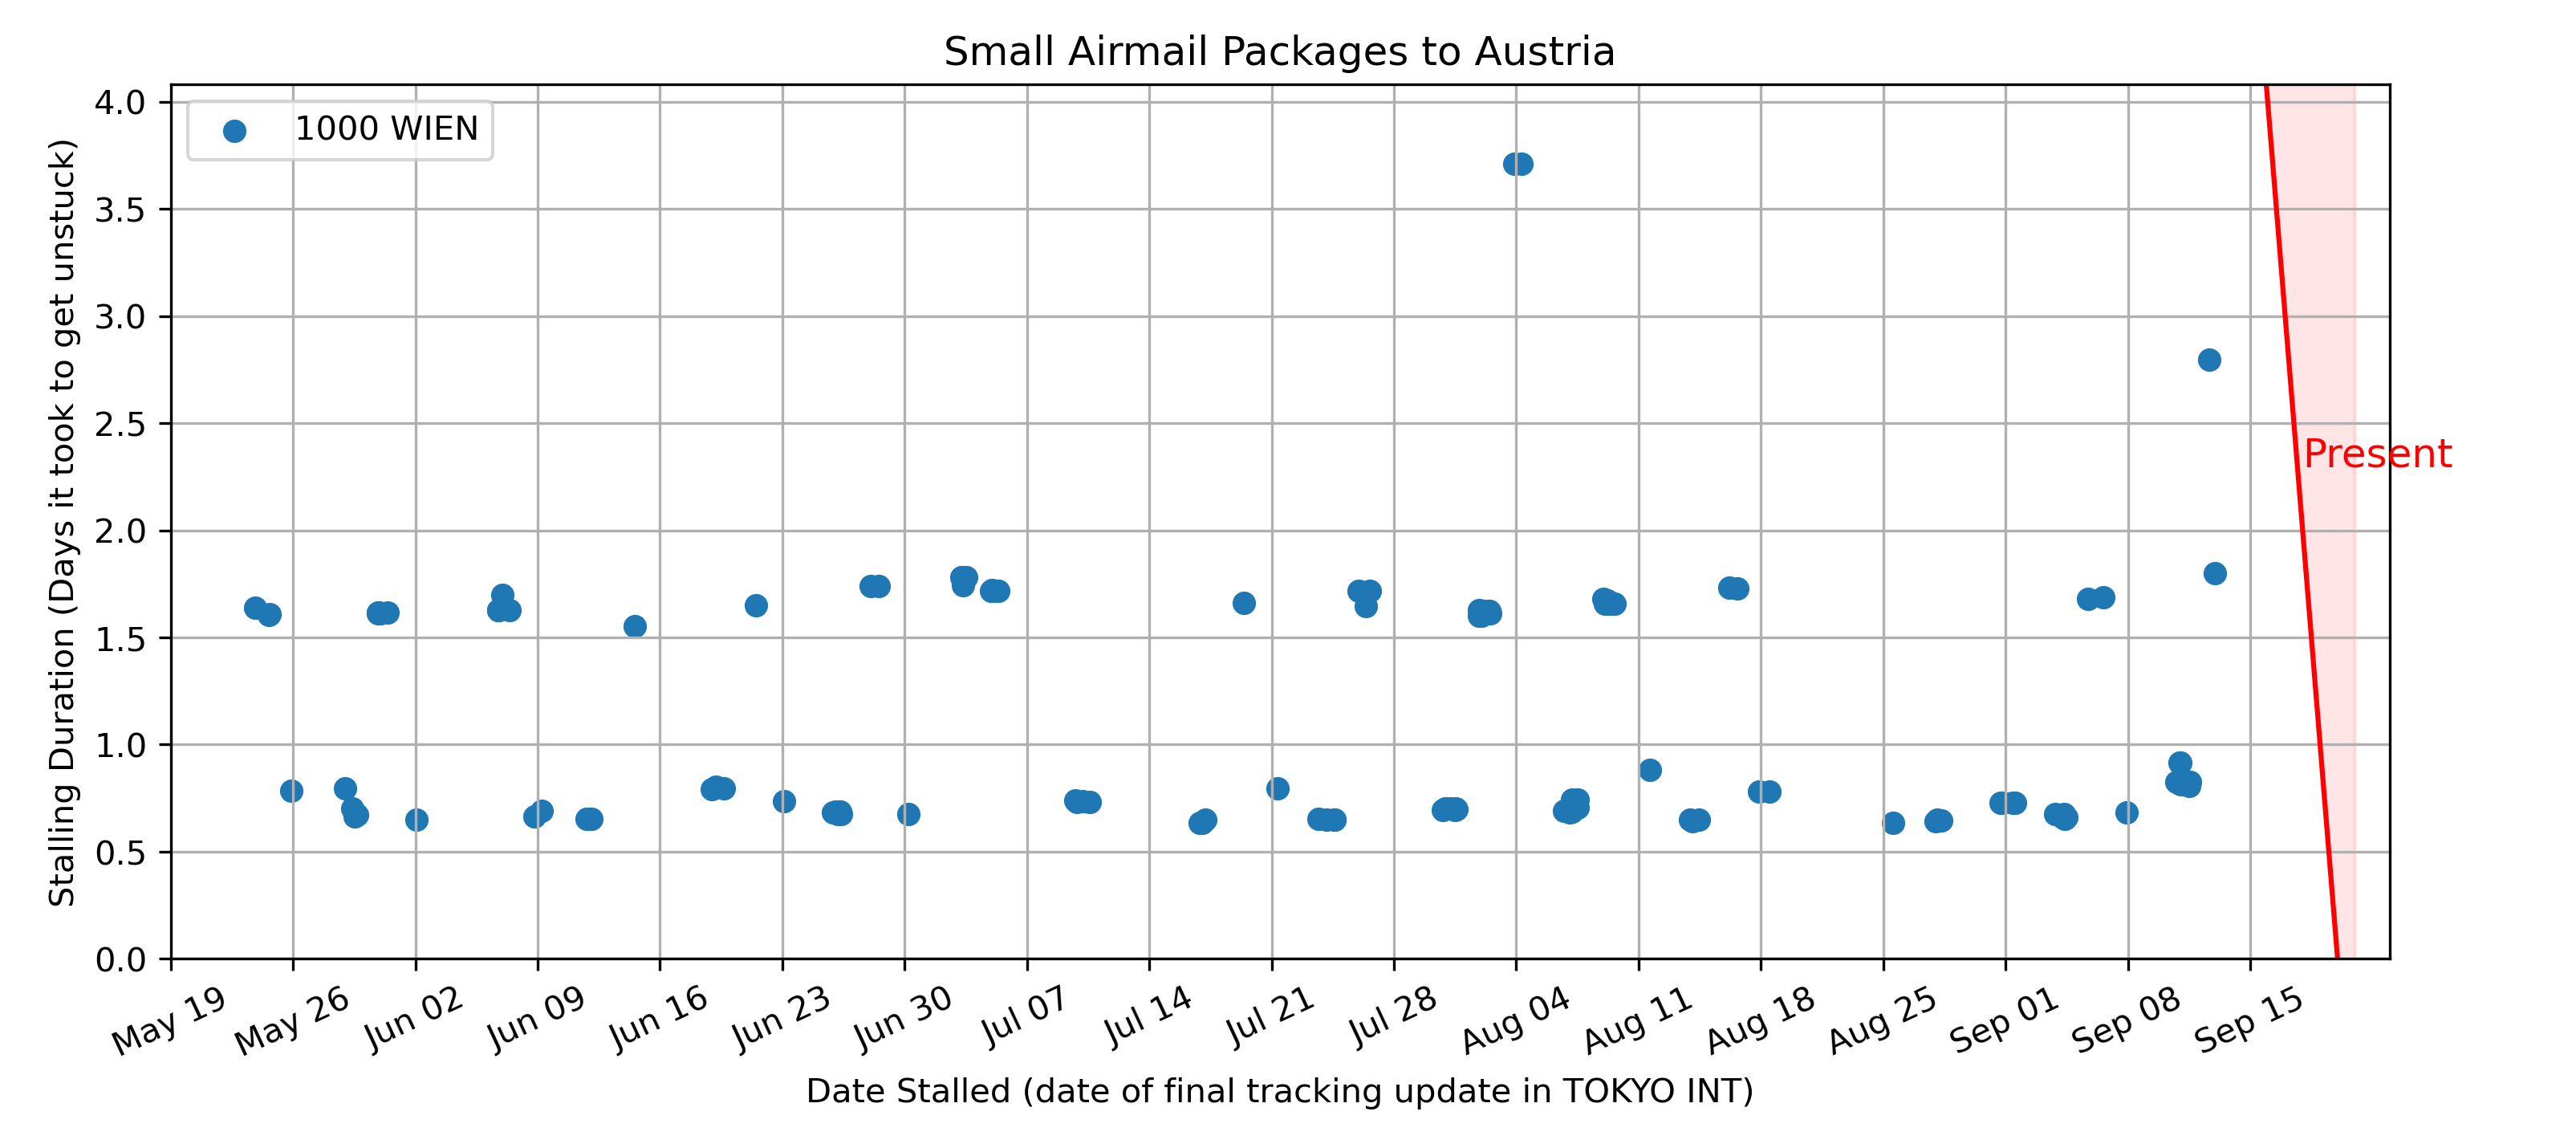 Small Airmail Packages to Austria
1000 WIEN
Stalling Duration (Days it took to get unstuck)
4.0
3.5
3.0
2.5
2.0
1.5
1.0
0.5
0.0
Present
May 19 May 26 Jun 02 Jun 09 Jun 16 Jun 23 Jun 30 Jul 07 Jul 14 Jul 21 Jul 28 Aug 04 Aug 11 Aug 18 Aug 25 Sep 01 Sep 08 Sep 15
Date Stalled (date of final tracking update in TOKYO INT)